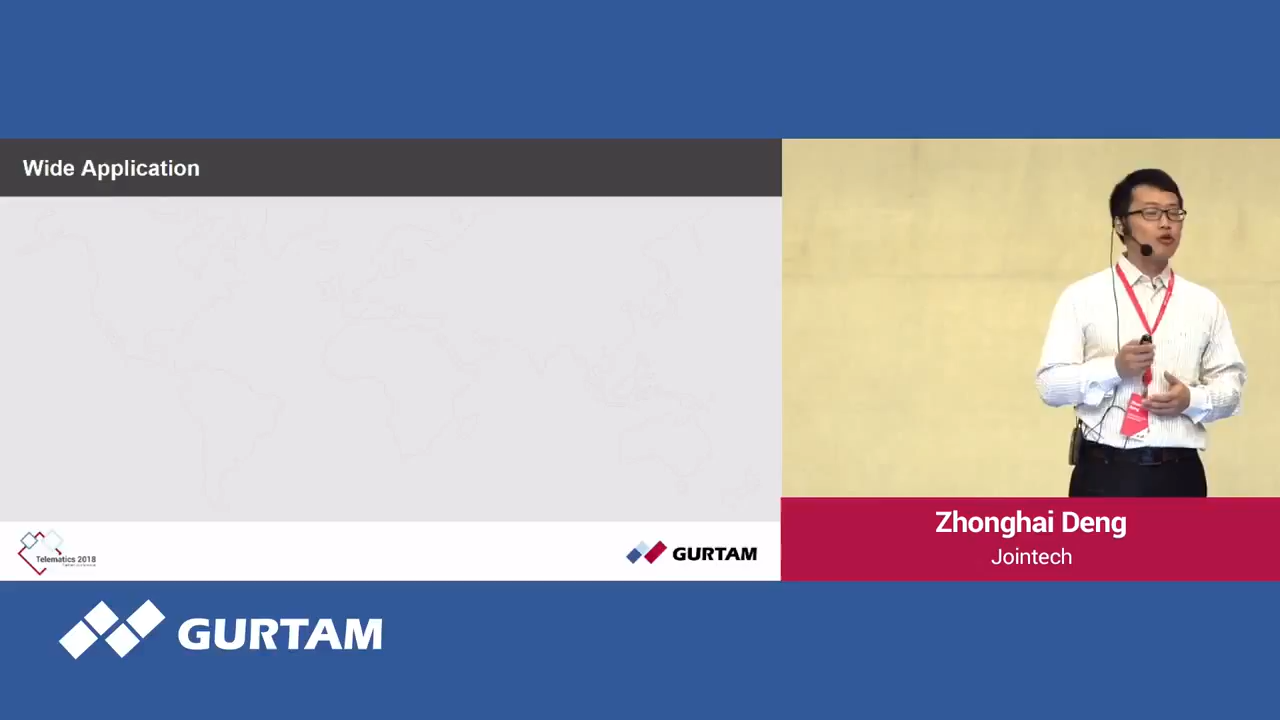 Wide Application
Zhonghai Deng
Jointech
Telematics 2018
GURTAM
GURTAM